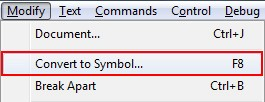 Modify Text Commands Control Debug
Document... Ctrl+J
Convert to Symbol... F8
Break Apart Ctrl+B